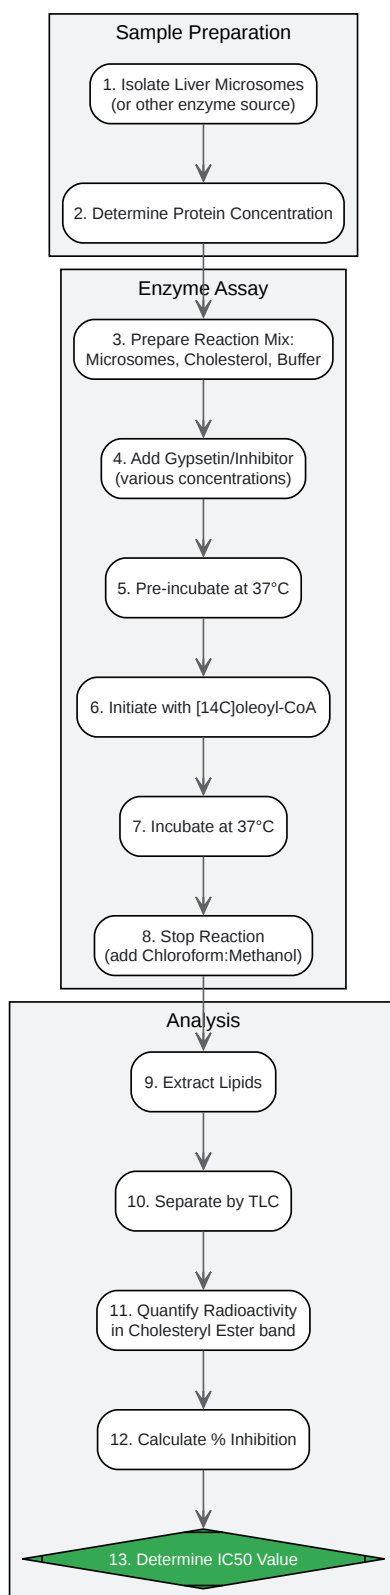 Sample Preparation
1. Isolate Liver Microsomes
(or other enzyme source)
2. Determine Protein Concentration
Enzyme Assay
3. Prepare Reaction Mix:
Microsomes, Cholesterol, Buffer
4. Add Gypsetin/Inhibitor
(various concentrations)
5. Pre-incubate at 37°C
6. Initiate with [14C]oleoyl-CoA
7. Incubate at 37°C
8. Stop Reaction
(add Chloroform:Methanol)
Analysis
9. Extract Lipids
10. Separate by TLC
11. Quantify Radioactivity
in Cholesteryl Ester band
12. Calculate % Inhibition
13. Determine IC50 Value